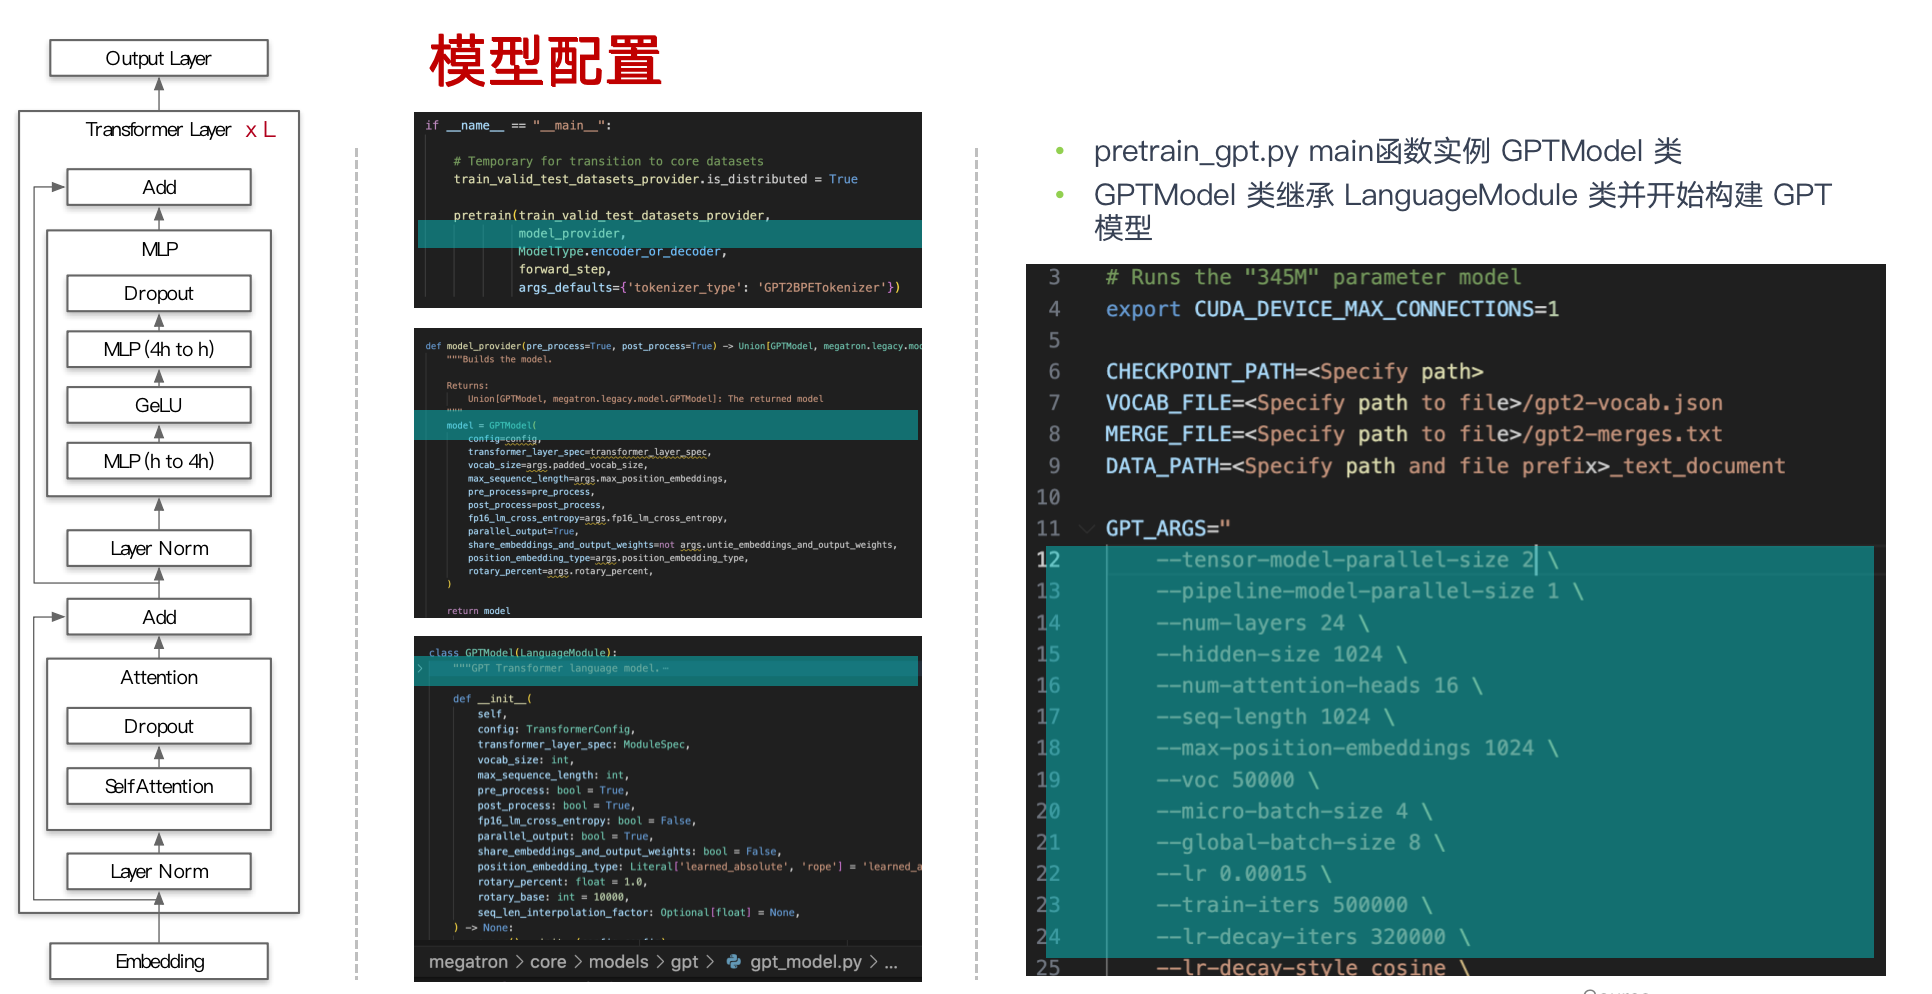 模型配置
Output Layer
Transformer Layer x L
Add
MLP
Dropout
MLP (4h to h)
GeLU
MLP (h to 4h)
Layer Norm
Add
Attention
Dropout
SelfAttention
Layer Norm
Embedding
if __name__ == "__main__":
# Temporary for transition to core datasets
train_valid_test_datasets_provider.is_distributed = True
pretrain(train_valid_test_datasets_provider,
model_provider,
ModelType.encoder_or_decoder,
forward_step,
args_defaults={'tokenizer_type': 'GPT2BPETokenizer'})
def model_provider(pre_process=True, post_process=True) -> Union[GPTModel, megatron.legacy.mod
"""Builds the model.
Returns:
Union[GPTModel, megatron.legacy.model.GPTModel]: The returned model
"""
model = GPTModel(
config=config,
transformer_layer_spec=transformer_layer_spec,
vocab_size=args.padded_vocab_size,
max_sequence_length=args.max_position_embeddings,
pre_process=pre_process,
post_process=post_process,
fp16_lm_cross_entropy=args.fp16_lm_cross_entropy,
parallel_output=True,
share_embeddings_and_output_weights=not args.untie_embeddings_and_output_weights,
position_embedding_type=args.position_embedding_type,
rotary_percent=args.rotary_percent,
)
return model
class GPTModel(LanguageModule):
"""GPT Transformer language model.
def __init__(
self,
config: TransformerConfig,
transformer_layer_spec: ModuleSpec,
vocab_size: int,
max_sequence_length: int,
pre_process: bool = True,
post_process: bool = True,
fp16_lm_cross_entropy: bool = False,
parallel_output: bool = True,
share_embeddings_and_output_weights: bool = False,
position_embedding_type: Literal['learned_absolute', 'rope'] = 'learned_a
rotary_percent: float = 1.0,
rotary_base: int = 10000,
seq_len_interpolation_factor: Optional[float] = None,
) -> None:
megatron > core > models > gpt > gpt_model.py > ...
• pretrain_gpt.py main函数实例 GPTModel 类
• GPTModel 类继承 LanguageModule 类并开始构建 GPT
模型
3 # Runs the "345M" parameter model
4 export CUDA_DEVICE_MAX_CONNECTIONS=1
5
6 CHECKPOINT_PATH=<Specify path>
7 VOCAB_FILE=<Specify path to file>/gpt2-vocab.json
8 MERGE_FILE=<Specify path to file>/gpt2-merges.txt
9 DATA_PATH=<Specify path and file prefix>_text_document
10
11 GPT_ARGS="
12 --tensor-model-parallel-size 2 \
13 --pipeline-model-parallel-size 1 \
14 --num-layers 24 \
15 --hidden-size 1024 \
16 --num-attention-heads 16 \
17 --seq-length 1024 \
18 --max-position-embeddings 1024 \
19 --voc 50000 \
20 --micro-batch-size 4 \
21 --global-batch-size 8 \
22 --lr 0.00015 \
23 --train-iters 500000 \
24 --lr-decay-iters 320000 \
25 --lr-decay-style cosine \